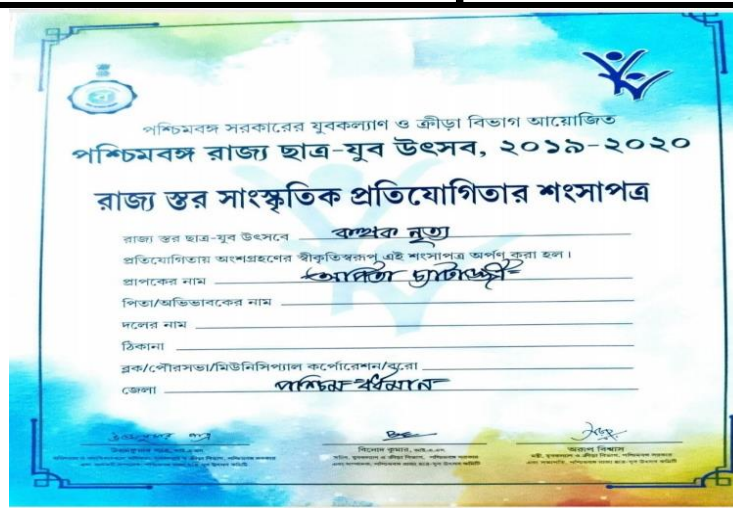 পশ্চিমবঙ্গ সরকারের যুবকল্যাণ ও ক্রীড়া বিভাগ আয়োজিত
পশ্চিমবঙ্গ রাজ্য ছাত্র-যুব উৎসব, ২০১৯-২০২০
রাজ্য স্তর সাংস্কৃতিক প্রতিযোগিতার শংসাপত্র
রাজ্য স্তর ছাত্র-যুব উৎসবে কত্থক নৃত্য
প্রতিযোগিতায় অংশগ্রহণের স্বীকৃতিস্বরূপ এই শংসাপত্র অর্পণ করা হল।
প্রাপকের নাম অর্পিতা চ্যাটার্জ্জী
পিতা/অভিভাবকের নাম
দলের নাম
ঠিকানা
ব্লক/পৌরসভা/মিউনিসিপ্যাল কর্পোরেশন/বুরো
জেলা পশ্চিম বর্ধমান
বিনোদ কুমার, আই.এ.এস
অরূপ বিশ্বাস